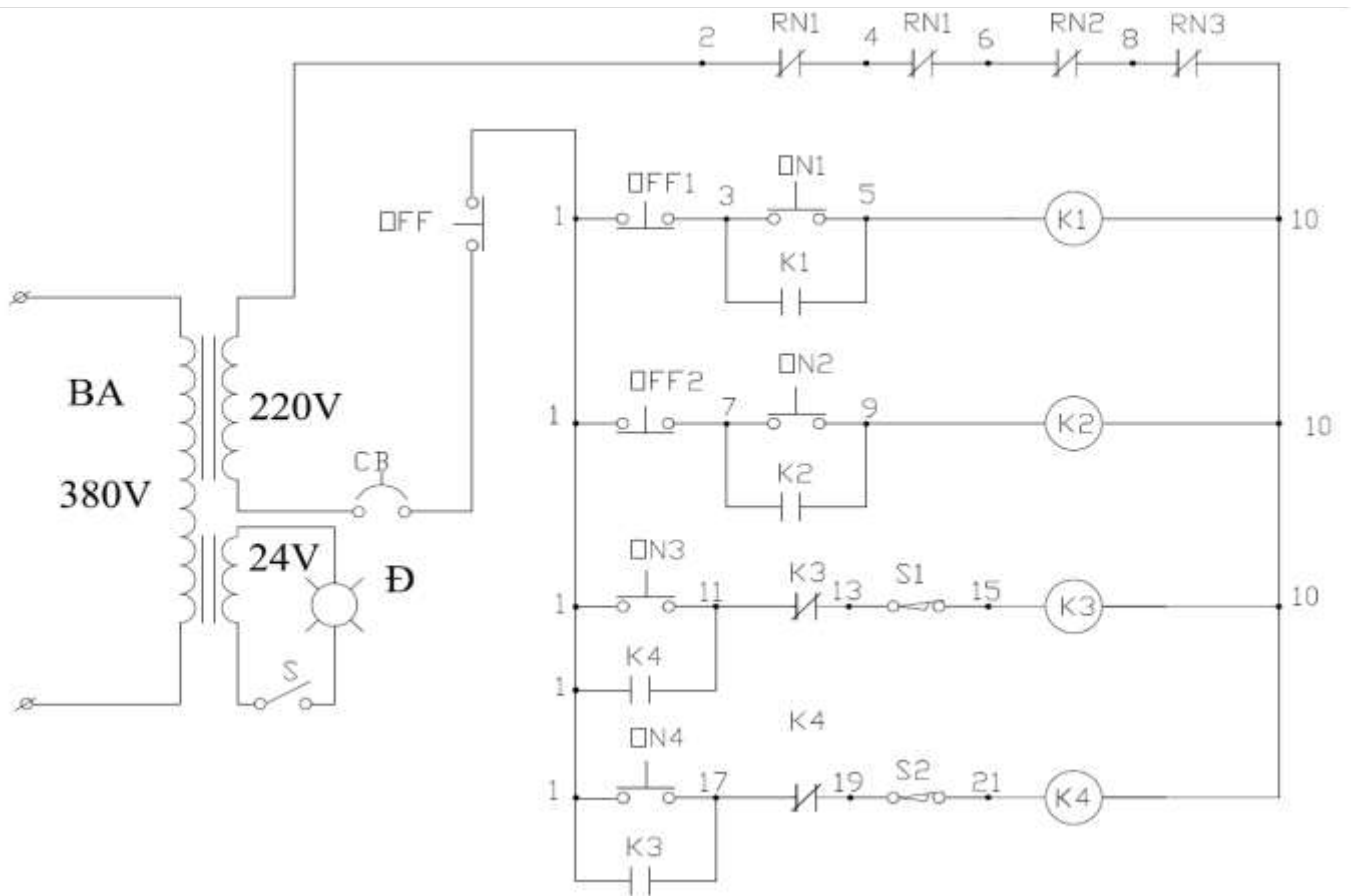 2 RN1 4 RN1 6 RN2 8 RN3
OFF
OFF1 3 ON1 5
1 K1 10
K1
BA
380V
220V
CB
OFF2 7 ON2 9
1 K2 10
K2
24V
Đ
S
ON3 11 K3 13 S1 15
1 K3 10
K4
1
K4
ON4 17 19 S2 21
1 K4
K3